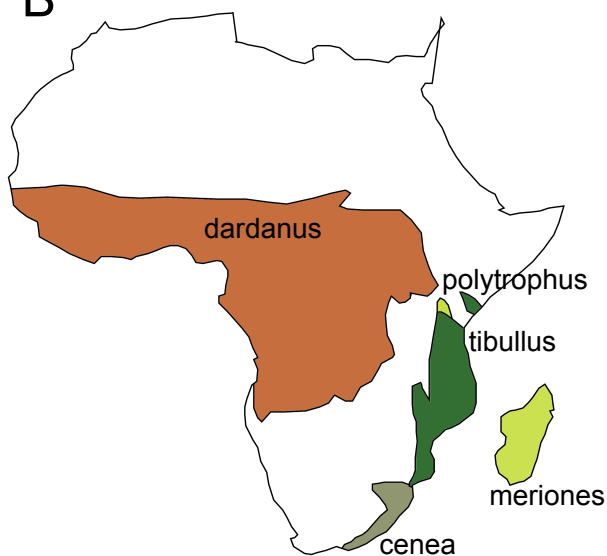 B
dardanus
polytrophus
tibullus
meriones
cenea